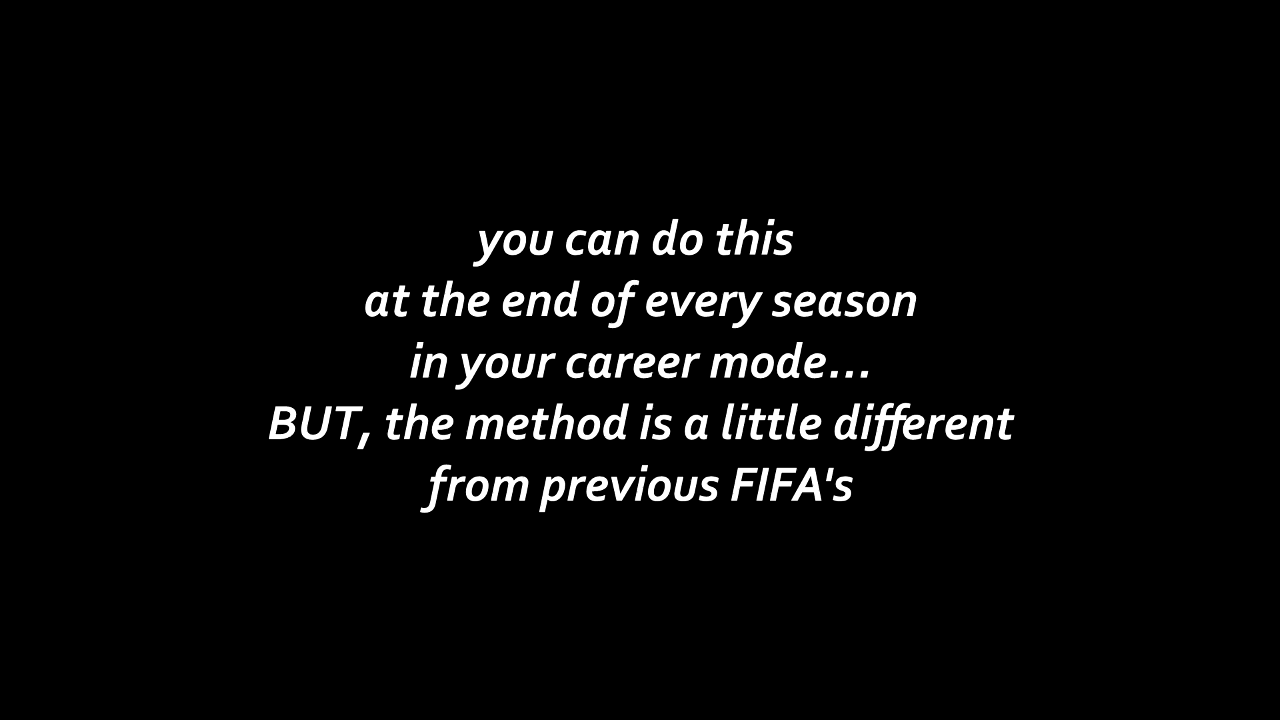 you can do this
at the end of every season
in your career mode...
BUT, the method is a little different
from previous FIFA's